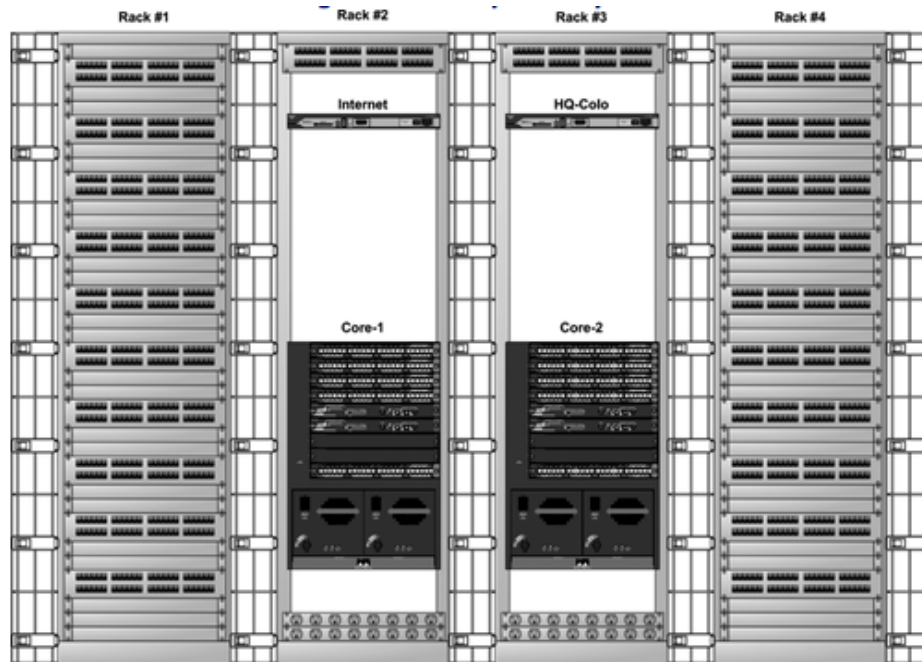 Rack #1
Rack #2
Rack #3
Rack #4
Internet
HQ-Colo
Core-1
Core-2